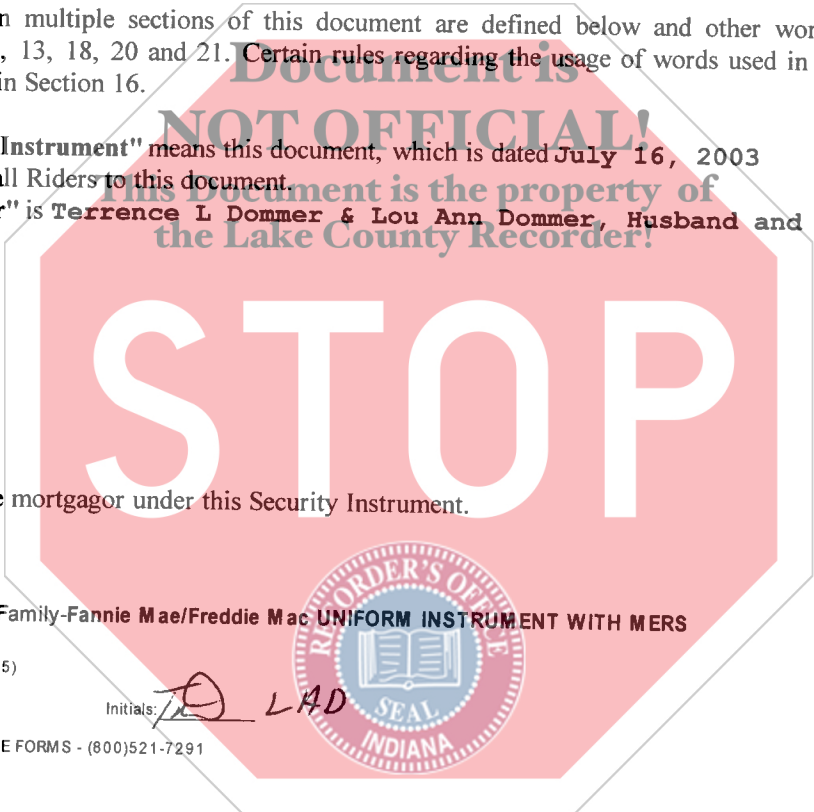 n multiple sections of this document are defined below and other wor
, 13, 18, 20 and 21. Certain rules regarding the usage of words used in
in Section 16.
Document is
NOT OFFICIAL!
Instrument" means this document, which is dated July 16, 2003
all Riders to this document.
This Document is the property of
r" is Terrence L Dommer & Lou Ann Dommer, Husband and
the Lake County Recorder!
STOP
e mortgagor under this Security Instrument.
RECORDER'S OFFICE
Family-Fannie Mae/Freddie Mac UNIFORM INSTRUMENT WITH MERS
5)
Initials: LAD
SEAL
INDIANA
E FORMS - (800)521-7291